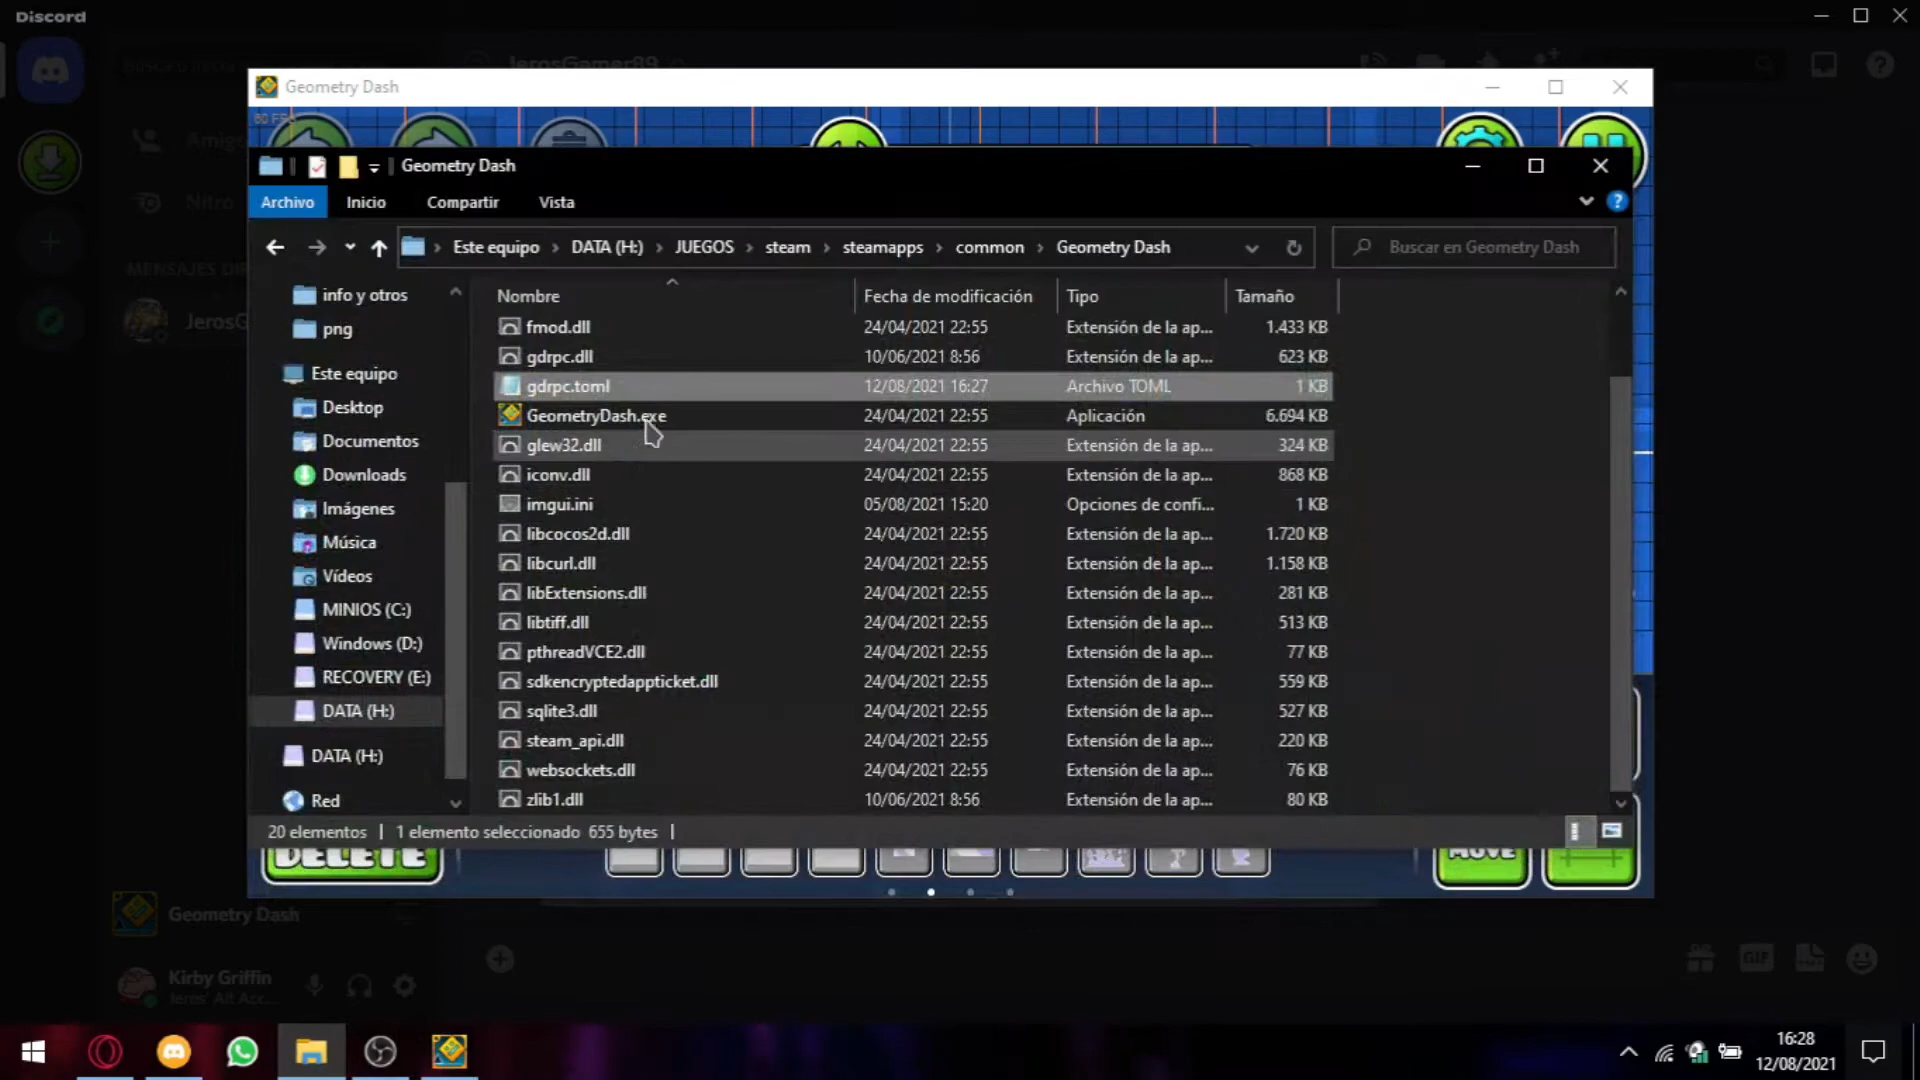 Discord
JerosGamer89
Amigo
Nitro
MENSAJES DIR
JerosG
Geometry Dash
60 FPS
Geometry Dash
Archivo Inicio Compartir Vista
Este equipo DATA (H:) JUEGOS steam steamapps common Geometry Dash
Buscar en Geometry Dash
info y otros
png
Este equipo
Desktop
Documentos
Downloads
Imágenes
Música
Vídeos
MINIOS (C:)
Windows (D:)
RECOVERY (E:)
DATA (H:)
DATA (H:)
Red
Nombre Fecha de modificación Tipo Tamaño
fmod.dll 24/04/2021 22:55 Extensión de la ap... 1.433 KB
gdrpc.dll 10/06/2021 8:56 Extensión de la ap... 623 KB
gdrpc.toml 12/08/2021 16:27 Archivo TOML 1 KB
GeometryDash.exe 24/04/2021 22:55 Aplicación 6.694 KB
glew32.dll 24/04/2021 22:55 Extensión de la ap... 324 KB
iconv.dll 24/04/2021 22:55 Extensión de la ap... 868 KB
imgui.ini 05/08/2021 15:20 Opciones de confi... 1 KB
libcocos2d.dll 24/04/2021 22:55 Extensión de la ap... 1.720 KB
libcurl.dll 24/04/2021 22:55 Extensión de la ap... 1.158 KB
libExtensions.dll 24/04/2021 22:55 Extensión de la ap... 281 KB
libtiff.dll 24/04/2021 22:55 Extensión de la ap... 513 KB
pthreadVCE2.dll 24/04/2021 22:55 Extensión de la ap... 77 KB
sdkencryptedappticket.dll 24/04/2021 22:55 Extensión de la ap... 559 KB
sqlite3.dll 24/04/2021 22:55 Extensión de la ap... 527 KB
steam_api.dll 24/04/2021 22:55 Extensión de la ap... 220 KB
websockets.dll 24/04/2021 22:55 Extensión de la ap... 76 KB
zlib1.dll 10/06/2021 8:56 Extensión de la ap... 80 KB
20 elementos 1 elemento seleccionado 655 bytes
DELETE
MOVE
Geometry Dash
Kirby Griffin
Jeros' Alt Acc...
GIF
16:28
12/08/2021